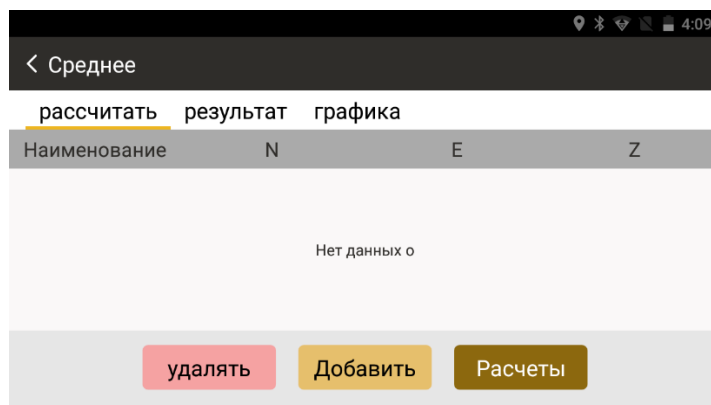 4:09
Среднее
рассчитать результат графика
Наименование N E Z
Нет данных о
удалять Добавить Расчеты